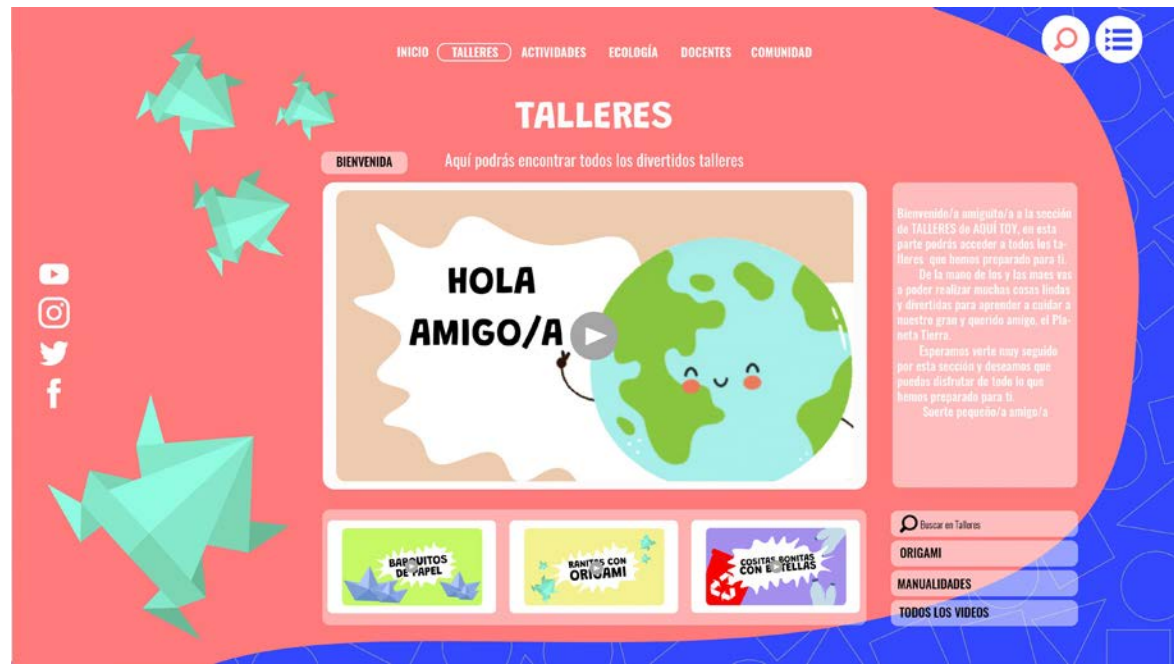 INICIO TALLERES ACTIVIDADES ECOLOGÍA DOCENTES COMUNIDAD
TALLERES
BIENVENIDA
Aquí podrás encontrar todos los divertidos talleres
HOLA
AMIGO/A
Bienvenido/a amiguito/a a la sección
de TALLERES de AQUÍ TOY, en esta
parte podrás acceder a todos los ta-
lleres que hemos preparado para ti.
De la mano de los y las maes vas
a poder realizar muchas cosas lindas
y divertidas para aprender a cuidar a
nuestro gran y querido amigo, el Pla-
neta Tierra.
Esperamos verte muy seguido
por esta sección y deseamos que
puedas disfrutar de todo lo que
hemos preparado para ti.
Suerte pequeño/a amigo/a
BARQUITOS
DE PAPEL
RANITAS CON
ORIGAMI
COSITAS BONITAS
CON BOTELLAS
Buscar en Talleres
ORIGAMI
MANUALIDADES
TODOS LOS VIDEOS